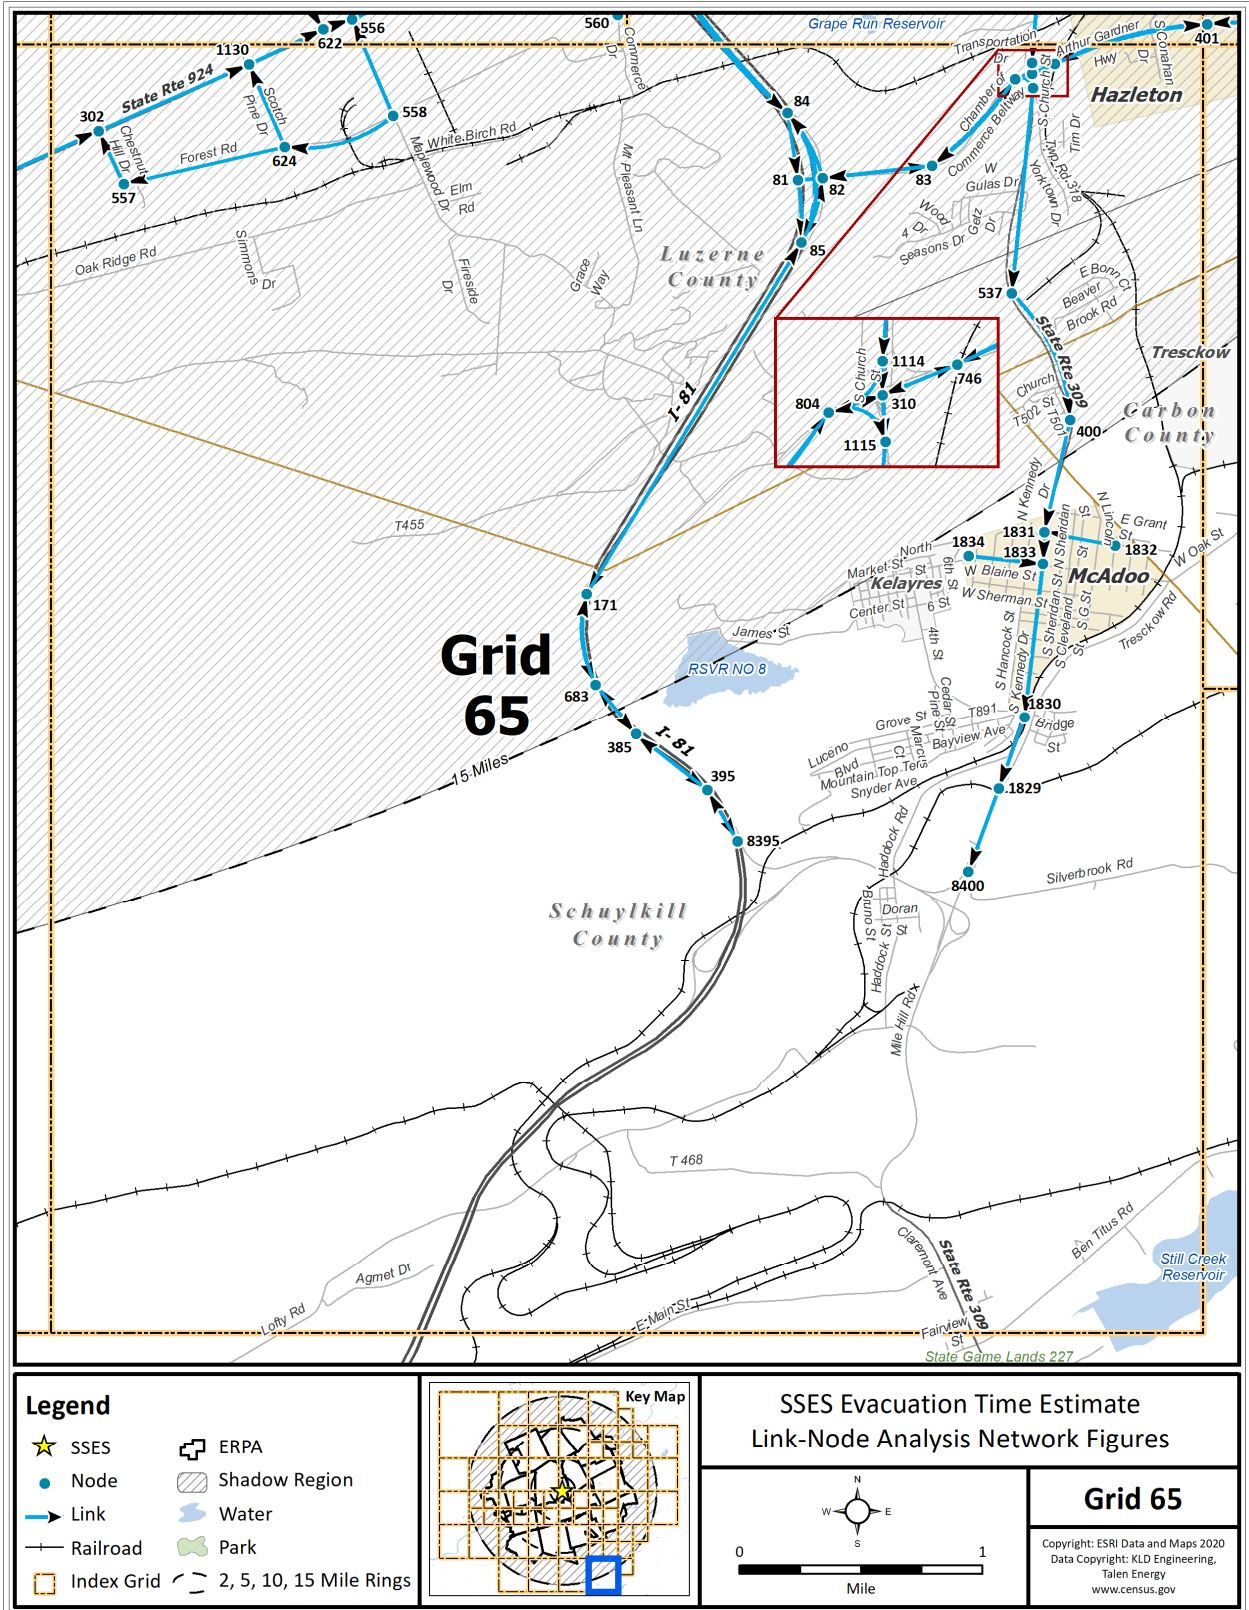 556
560
Grape Run Reservoir
622
1130
401
Transportation
Dr
Arthur Gardner
Hwy
S Conahan
Dr
Commerce
Dr
State Rte 924
Scotch
Pine Dr
302
Chestnut
Hill Dr
558
84
Chamber of
Commerce Beltway
S Church St
Hazleton
White Birch Rd
Forest Rd
624
Maplewood Dr
Mt Pleasant Ln
Tim Dr
Twp Rd 318
Yorktown Dr
557
81
82
83
W
Gulas Dr
Elm
Rd
Wood
Getz
Dr
4 Dr
Seasons Dr
85
Luzerne
County
Oak Ridge Rd
Simmons
Dr
Fireside
Dr
Grace
Way
E Bonn
Ct
Beaver
Brook Rd
537
State Rte 309
Tresckow
1114
S Church
St
746
804
310
1115
I-81
Church
St
T502
T501
400
Carbon
County
N Kennedy
Dr
T455
N Lincoln
St
E Grant
St
N Sheridan
St
1831
1832
1834
1833
W Oak St
North
Market St
St
6th St
Kelayres
W Blaine St
McAdoo
Center St
6 St
W Sherman St
171
James St
4th St
S Hancock St
S Kennedy Dr
S Sheridan St
S Cleveland
St
S G St
Tresckow Rd
Grid
65
RSVR NO 8
683
Cedar St
Pine St
T891
1830
Bridge
St
385
I-81
Grove St
Marcus
Ct
Bayview Ave
Luceno
Blvd
15 Miles
395
Mountain Top Terr
Snyder Ave
1829
8395
Haddock Rd
8400
Silverbrook Rd
Schuylkill
County
Bruno St
Doran
St
Haddock St
Mile Hill Rd
T 468
Ben Titus Rd
Claremont Ave
State Rte 309
Still Creek
Reservoir
Agmet Dr
Lofty Rd
E Main St
Fairview
St
State Game Lands 227
Legend
SSES
ERPA
Node
Shadow Region
Link
Water
Railroad
Park
Index Grid
2, 5, 10, 15 Mile Rings
Key Map
SSES Evacuation Time Estimate
Link-Node Analysis Network Figures
N
W E
S
0 1
Mile
Grid 65
Copyright: ESRI Data and Maps 2020
Data Copyright: KLD Engineering,
Talen Energy
www.census.gov